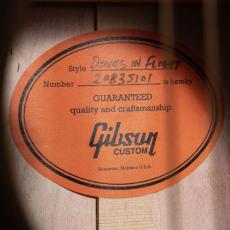 Style DOVES IN FLIGHT
Number 20835101 is hereby
GUARANTEED
quality and craftsmanship.
Gibson
CUSTOM
Bozeman, Montana U.S.A.